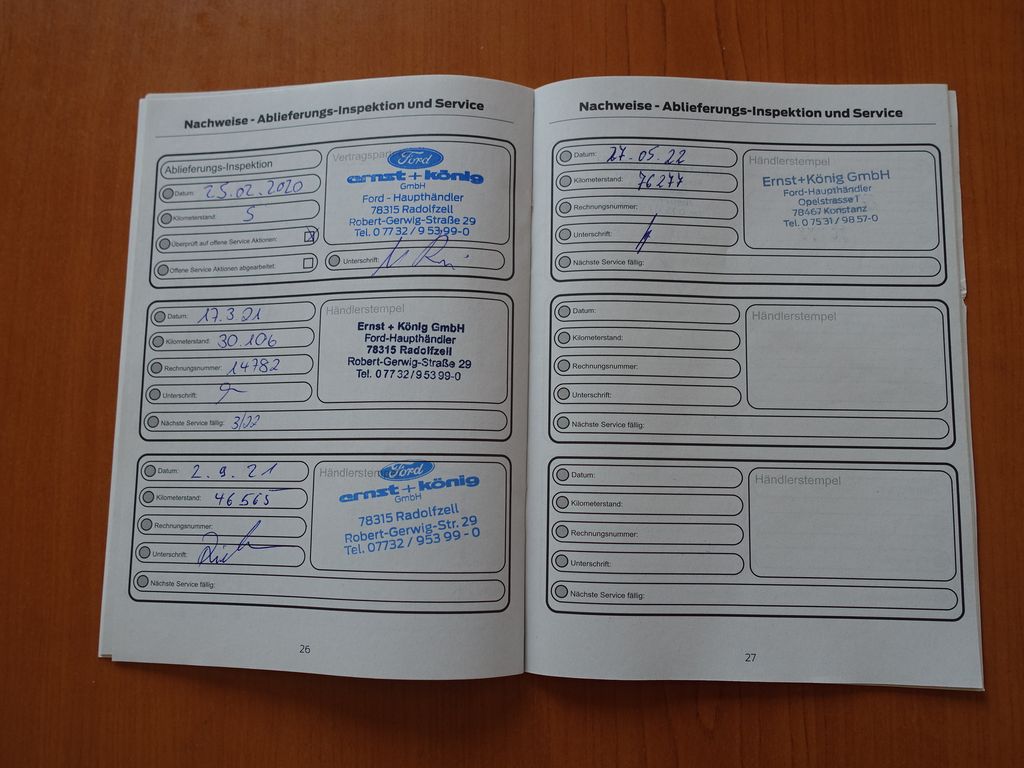 Nachweise - Ablieferungs-Inspektion und Service
Ablieferungs-Inspektion
Datum: 25.02.2020
Kilometerstand: 5
Überprüft auf offene Service Aktionen:
Offene Service Aktionen abgearbeitet:
Ford
ernst + könig
GmbH
Ford - Haupthändler
78315 Radolfzell
Robert-Gerwig-Straße 29
Tel. 0 77 32 / 9 53 99-0
Unterschrift:
Datum: 17.3.21
Kilometerstand: 30.106
Rechnungsnummer: 14782
Unterschrift:
Nächste Service fällig: 3/22
Händlerstempel
Ernst + König GmbH
Ford-Haupthändler
78315 Radolfzell
Robert-Gerwig-Straße 29
Tel. 0 77 32 / 9 53 99-0
Datum: 2.9.21
Kilometerstand: 46565
Rechnungsnummer:
Unterschrift:
Nächste Service fällig:
Ford
ernst + könig
GmbH
78315 Radolfzell
Robert-Gerwig-Str. 29
Tel. 07732 / 953 99 - 0
26
Nachweise - Ablieferungs-Inspektion und Service
Datum: 27.05.22
Kilometerstand: 76277
Rechnungsnummer:
Unterschrift:
Nächste Service fällig:
Händlerstempel
Ernst+König GmbH
Ford-Haupthändler
Opelstrasse 1
78467 Konstanz
Tel. 0 75 31 / 98 57-0
Datum:
Kilometerstand:
Rechnungsnummer:
Unterschrift:
Nächste Service fällig:
Händlerstempel
Datum:
Kilometerstand:
Rechnungsnummer:
Unterschrift:
Nächste Service fällig:
Händlerstempel
27